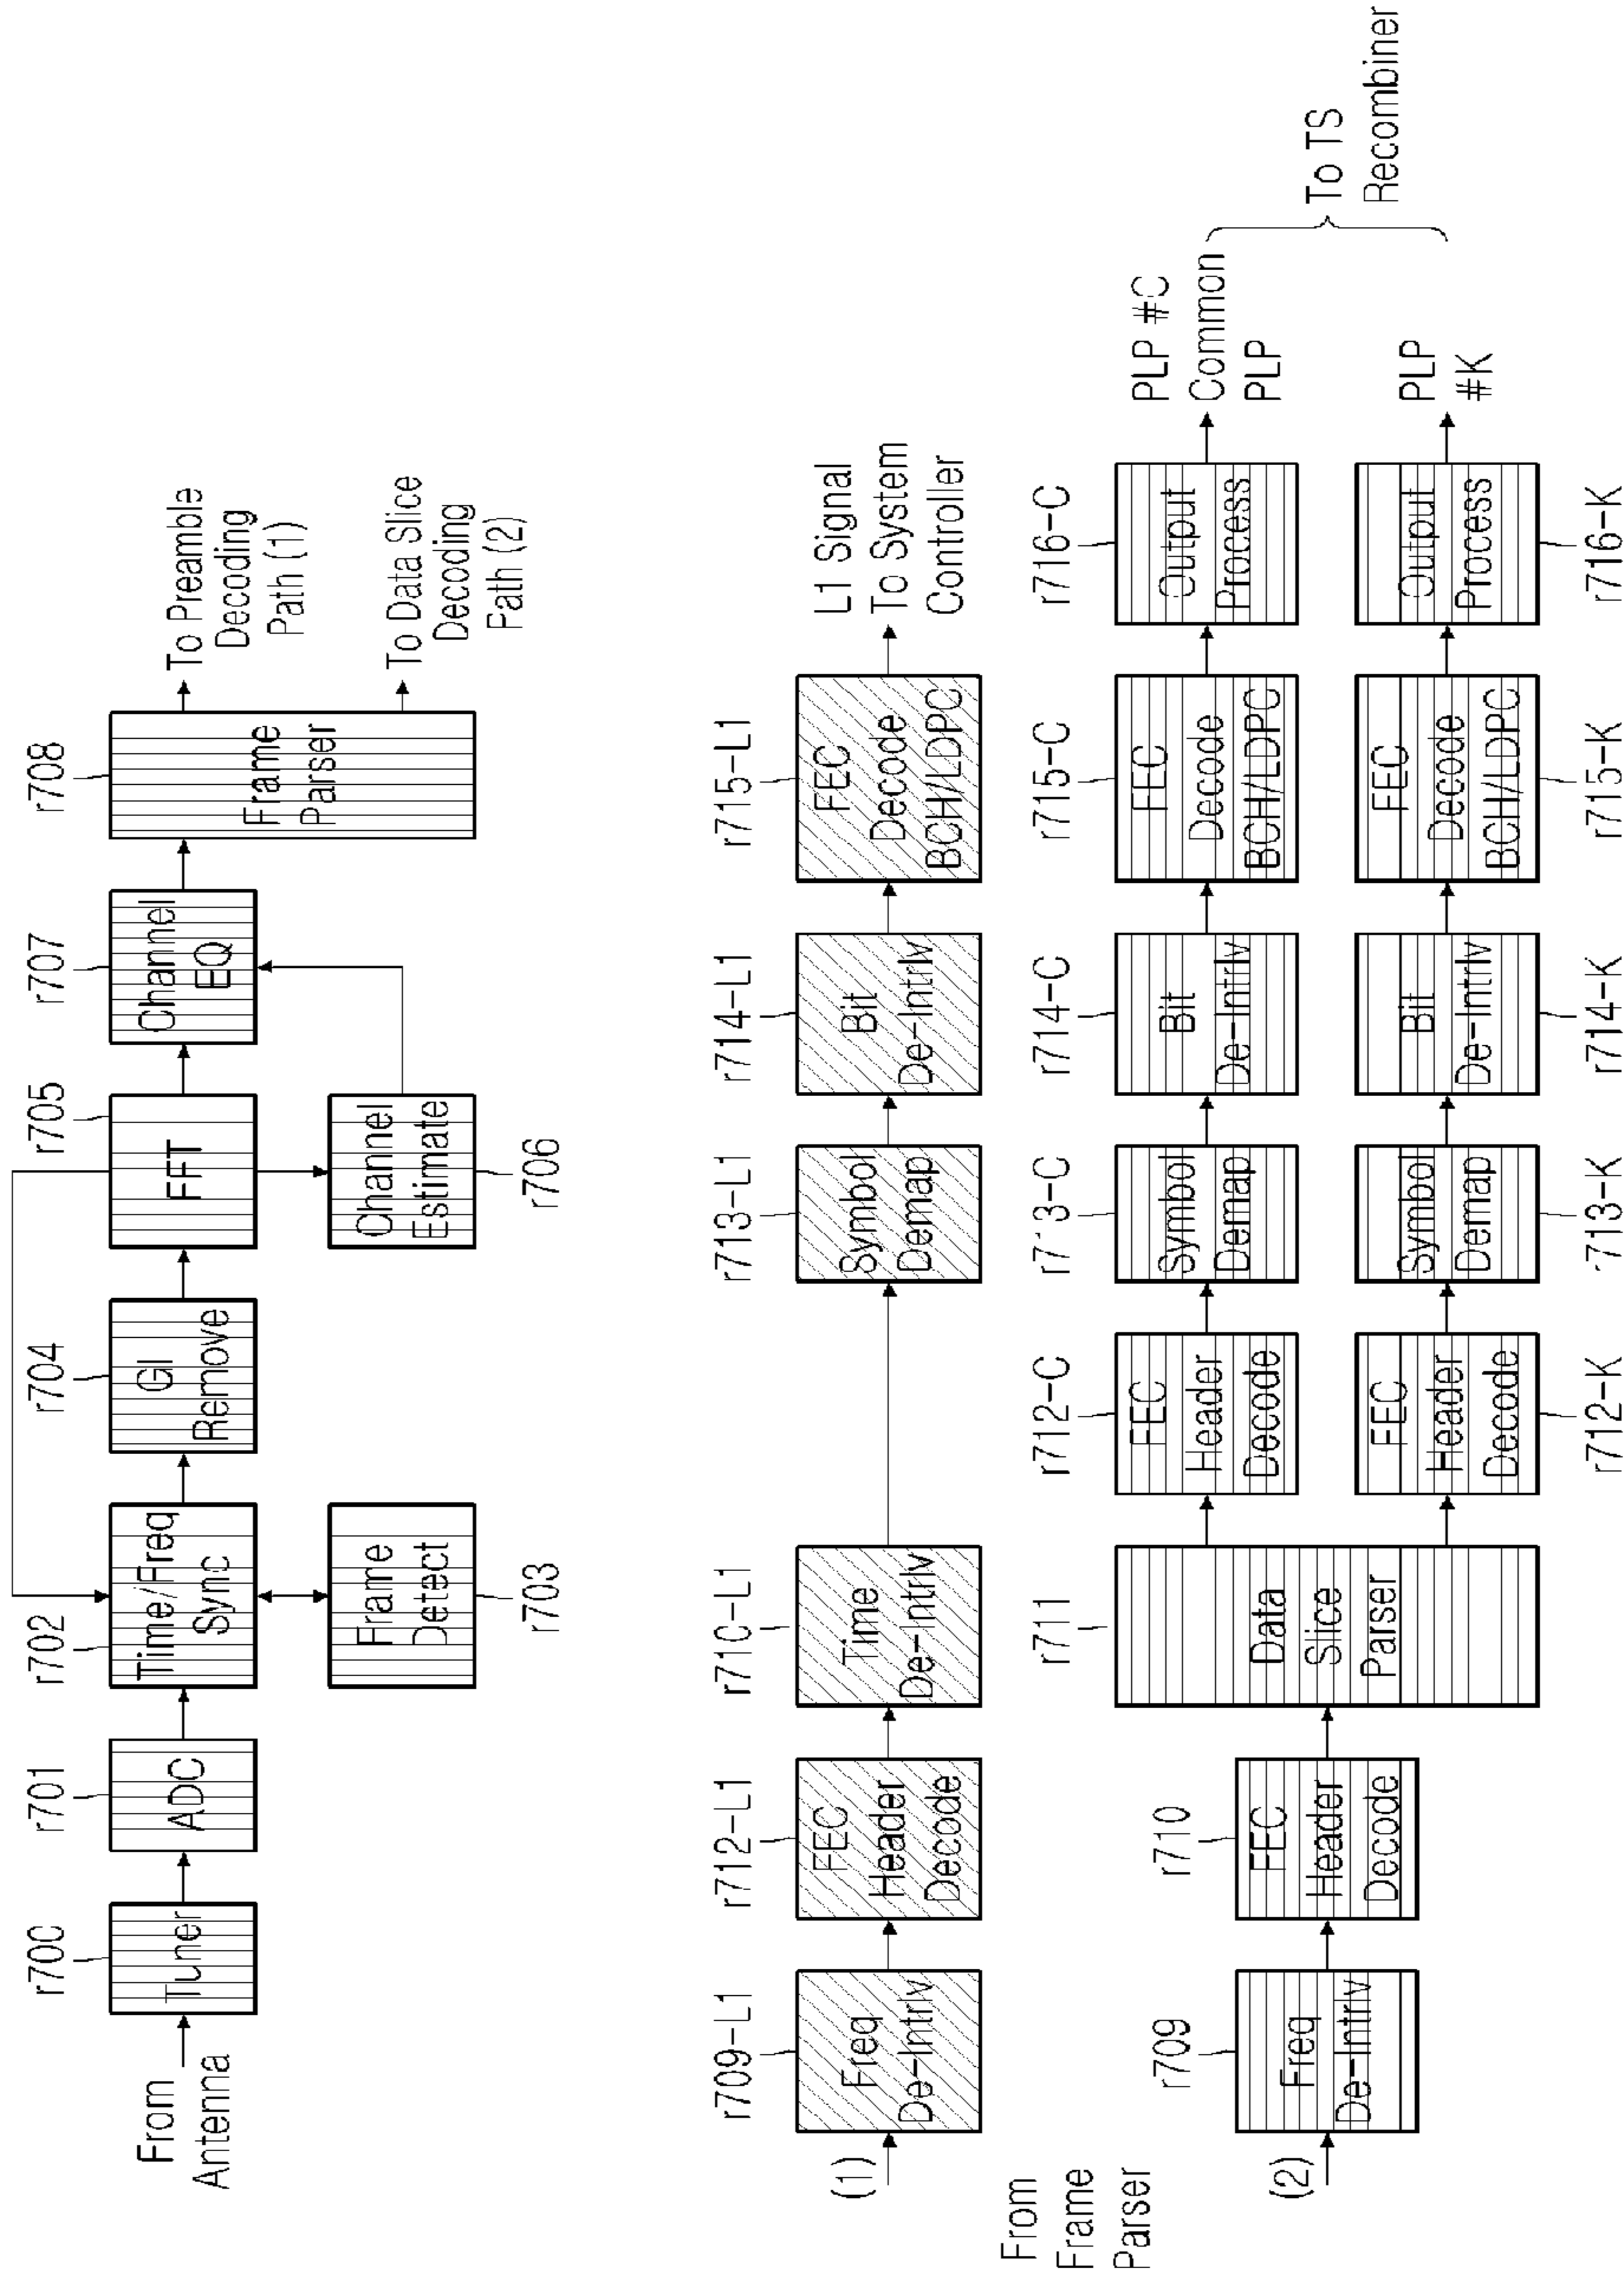 r700
r701
r702
r704
r705
r707
r708
From
Antenna
Tuner
ADC
Time/Freq
Sync
GI
Remove
FFT
Channel
EQ
Frame
Parser
To Preamble
Decoding
Path (1)
To Data Slice
Decoding
Path (2)
Frame
Detect
r703
Channel
Estimate
r706
r709-L1
r712-L1
r710-L1
r713-L1
r714-L1
r715-L1
(1)
Freq
De-Intrlv
FEC
Header
Decode
Time
De-Intrlv
Symbol
Demap
Bit
De-Intrlv
FEC
Decode
BCH/LDPC
L1 Signal
To System
Controller
From
Frame
Parser
r709
r710
r711
r712-C
r713-C
r714-C
r715-C
r716-C
(2)
Freq
De-Intrlv
FEC
Header
Decode
Data
Slice
Parser
FEC
Header
Decode
Symbol
Demap
Bit
De-Intrlv
FEC
Decode
BCH/LDPC
Output
Process
PLP #C
Common
PLP
FEC
Header
Decode
Symbol
Demap
Bit
De-Intrlv
FEC
Decode
BCH/LDPC
Output
Process
PLP
#K
To TS
Recombiner
r712-K
r713-K
r714-K
r715-K
r716-K